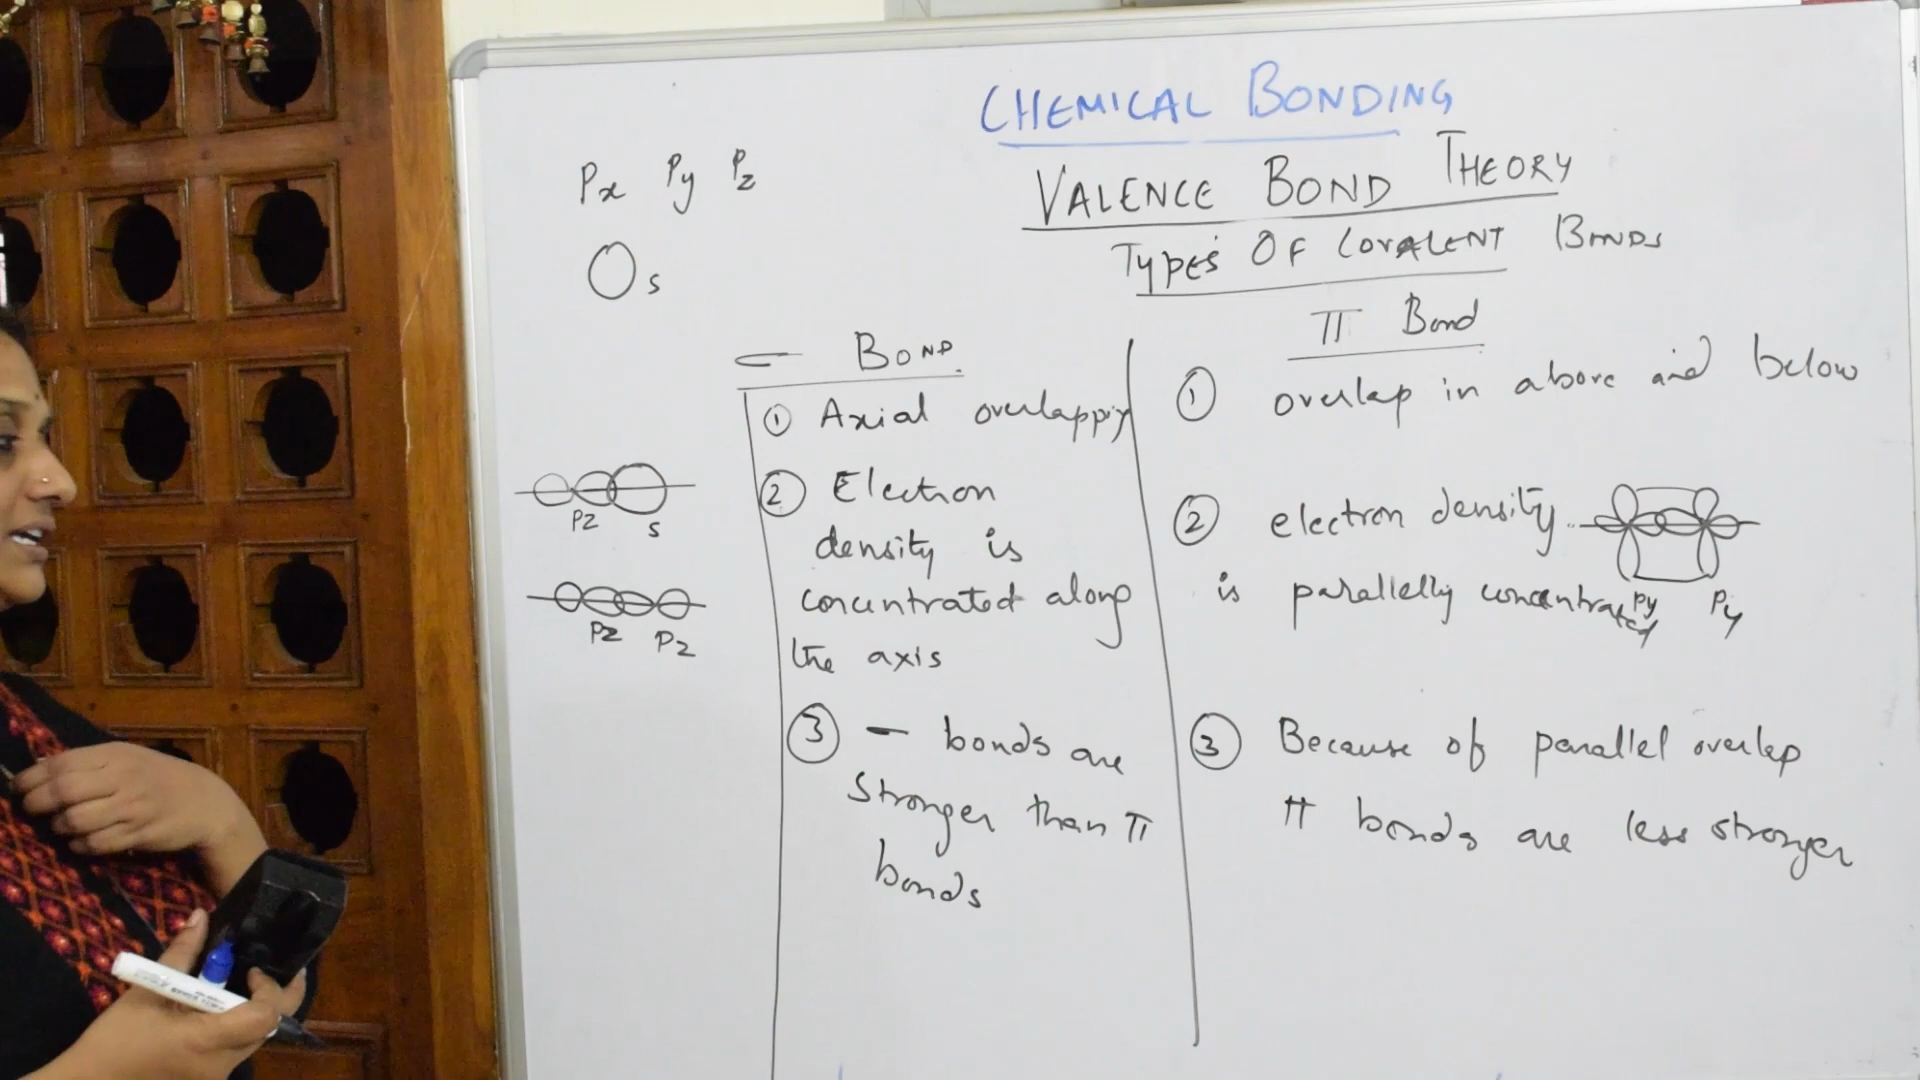 CHEMICAL BONDING
VALENCE BOND THEORY
TYPES OF COVALENT BONDS
Px Py Pz
s
Pz s
Pz Pz
BOND.
① Axial overlapping
② Electron
density is
concentrated along
the axis
③ – bonds are
stronger than π
bonds
π Bond
① overlap in above and below
② electron density
is parallelly concentrated
Py Py
③ Because of parallel overlap
π bonds are less stronger